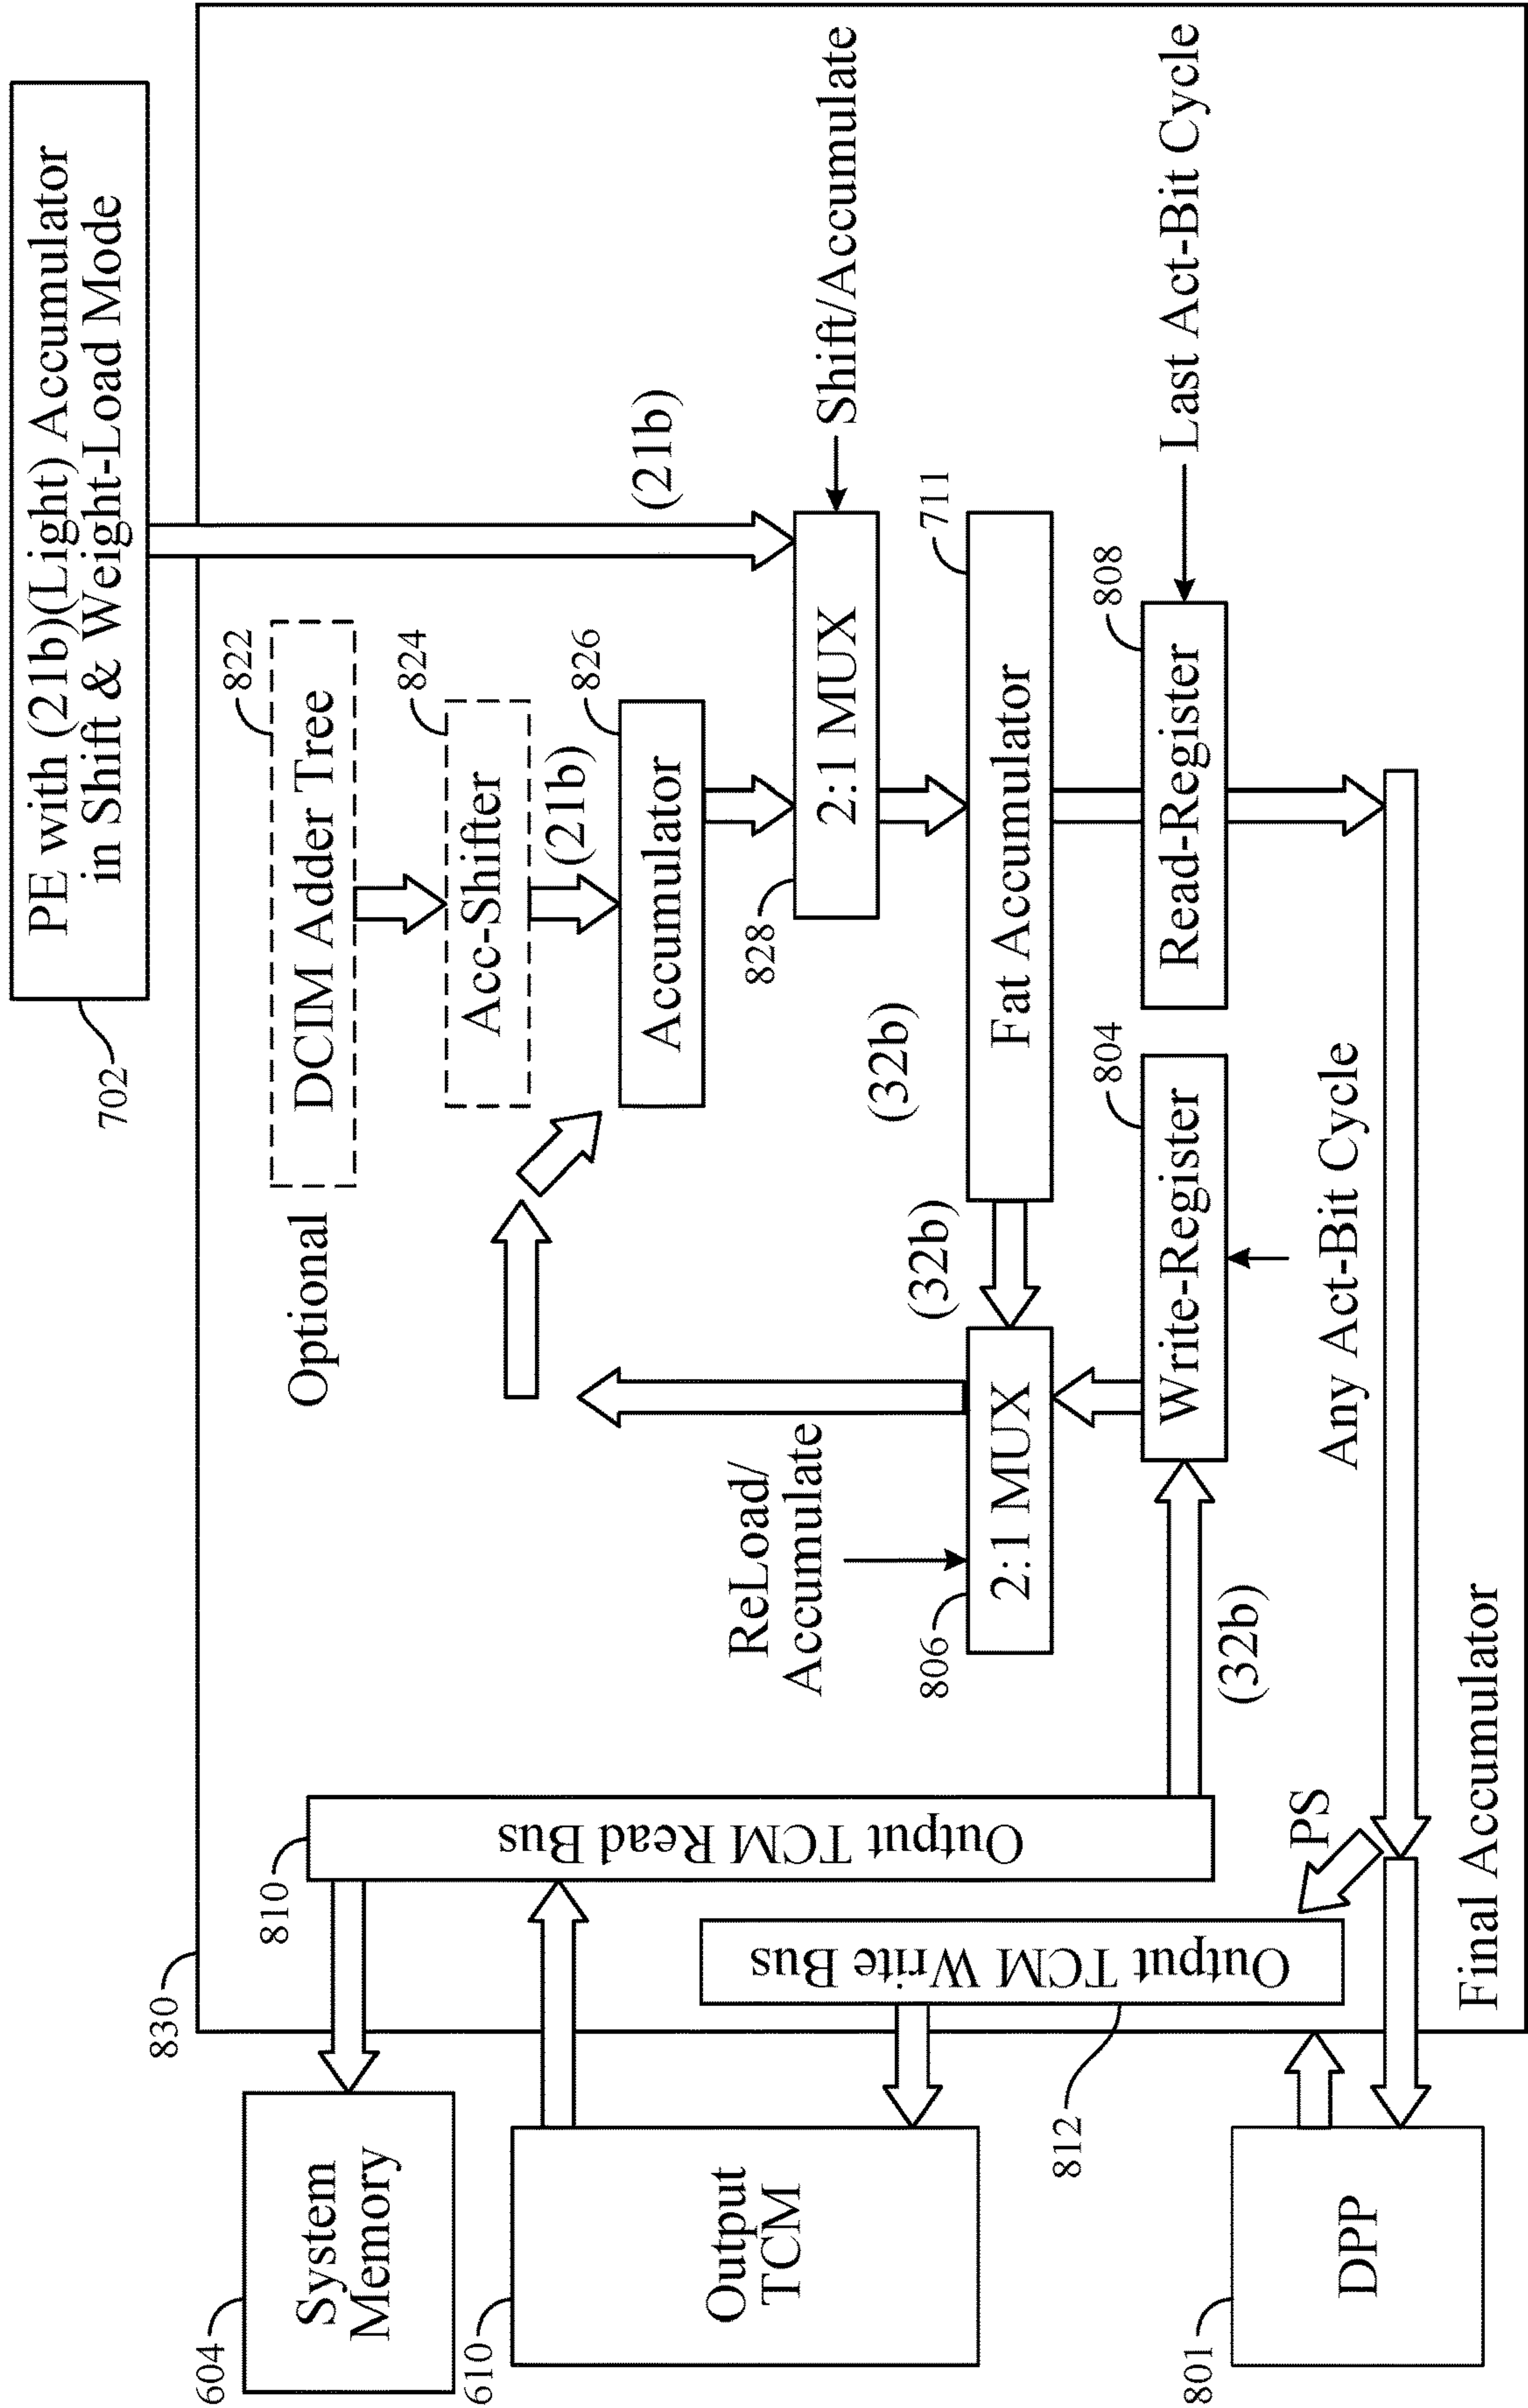 PE with (21b)(Light) Accumulator
in Shift & Weight-Load Mode
702
822
DCIM Adder Tree
Optional
824
Acc-Shifter
(21b)
826
Accumulator
(21b)
828
2:1 MUX
Shift/Accumulate
711
Fat Accumulator
(32b)
(32b)
ReLoad/
Accumulate
806
2:1 MUX
808
Read-Register
Last Act-Bit Cycle
804
Write-Register
Any Act-Bit Cycle
(32b)
810
Output TCM Read Bus
Output TCM Write Bus
812
PS
830
Final Accumulator
604
System
Memory
610
Output
TCM
801
DPP